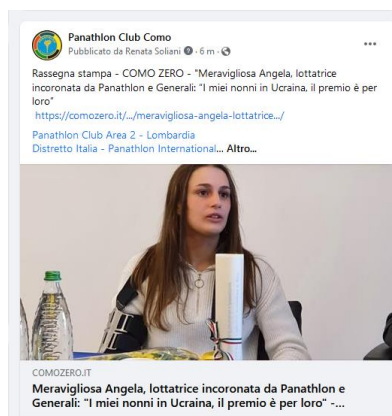 Panathlon Club Como
Pubblicato da Renata Soliani · 6 m ·
Rassegna stampa - COMO ZERO - "Meravigliosa Angela, lottatrice
incoronata da Panathlon e Generali: "I miei nonni in Ucraina, il premio è per
loro"
https://comozero.it/.../meravigliosa-angela-lottatrice.../
Panathlon Club Area 2 - Lombardia
Distretto Italia - Panathlon International... Altro...
COMOZERO.IT
Meravigliosa Angela, lottatrice incoronata da Panathlon e
Generali: "I miei nonni in Ucraina, il premio è per loro" -...